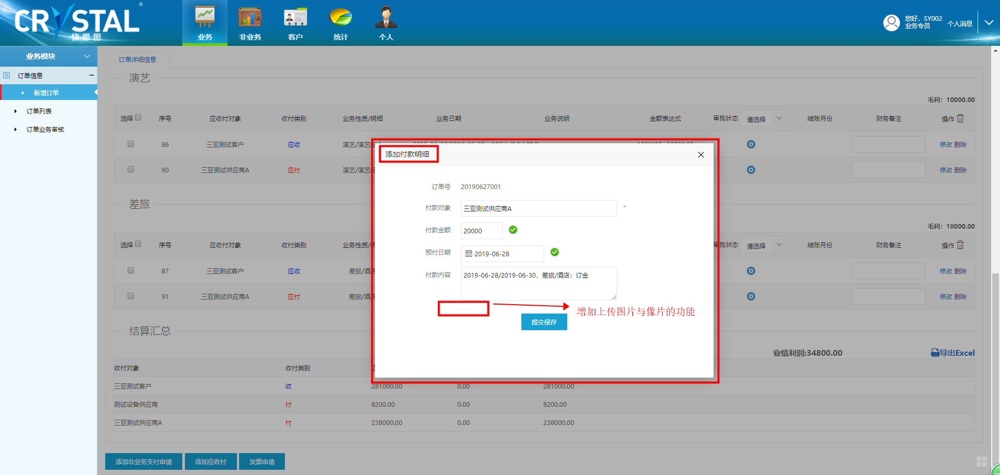 CRYSTAL
®
快思图
业务
非业务
客户
统计
个人
您好，SY002
业务专员
个人消息
业务模块
订单信息
新增订单
订单列表
订单业务审核
订单详细信息
演艺
毛利：10000.00
选择 序号 应收付对象 收付类别 业务性质/明细 业务日期 业务说明 金额表达式 审批状态 请选择 结账月份 财务备注 操作
86 三亚测试客户 应收 演艺/演艺 修改 删除
90 三亚测试供应商A 应付 演艺/演艺 修改 删除
差旅
毛利：18000.00
选择 序号 应收付对象 收付类别 业务性质/明 审批状态 请选择 结账月份 财务备注 操作
87 三亚测试客户 应收 差旅/酒店 修改 删除
91 三亚测试供应商A 应付 差旅/酒店 修改 删除
添加付款明细
订单号 20190627001
付款对象 三亚测试供应商A *
付款金额 20000
预付日期 2019-06-28
付款内容 2019-06-28/2019-06-30，差旅/酒店；订金
增加上传图片与像片的功能
提交保存
结算汇总
业绩利润:34800.00
导出Excel
收付对象 收付类别
三亚测试客户 收 281000.00 0.00 281000.00
测试设备供应商 付 8200.00 0.00 8200.00
三亚测试供应商A 付 238000.00 0.00 238000.00
添加非业务支付申请
添加应收付
发票申请